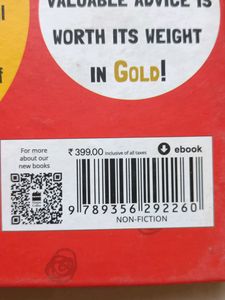 l
f
VALUABLE ADVICE IS
WORTH ITS WEIGHT
IN GOLD!
For more
about our
new books
₹ 399.00 Inclusive of all taxes
ebook
9 789356 292260
NON-FICTION